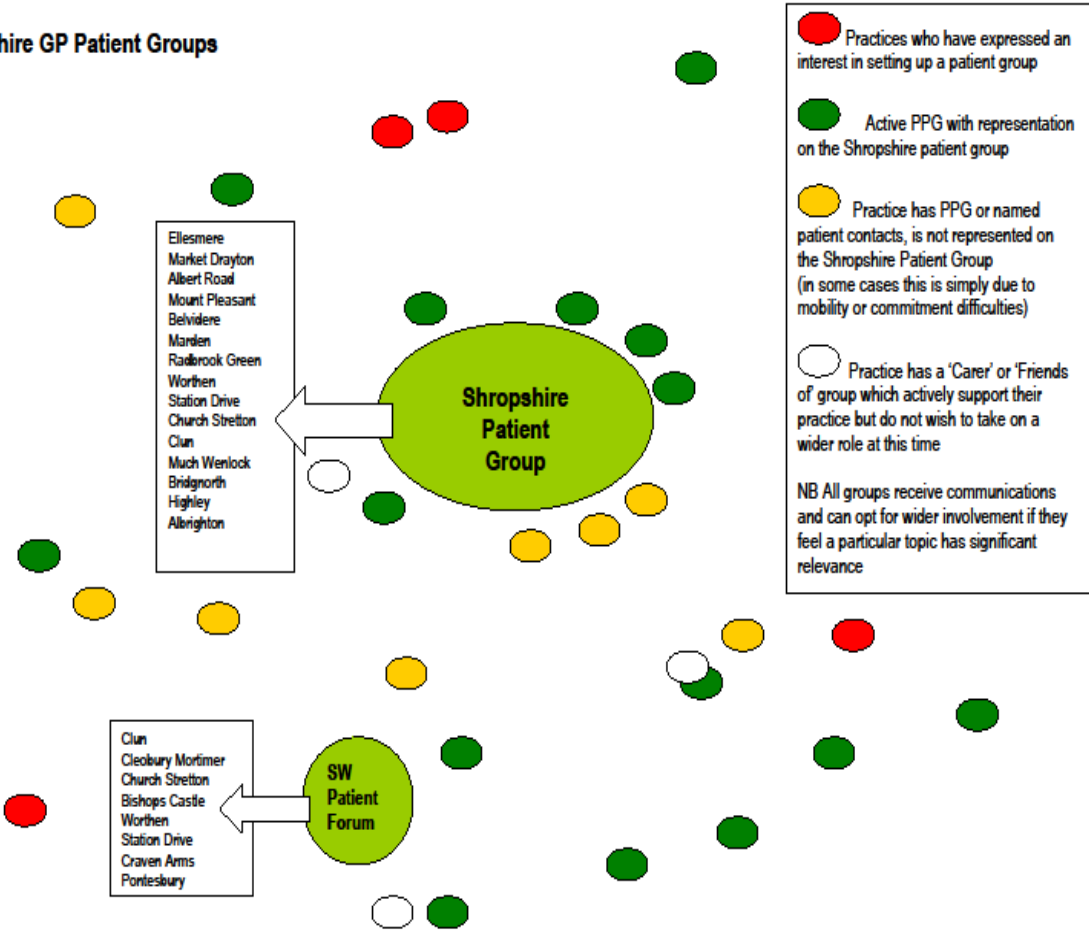 hire GP Patient Groups
Practices who have expressed an
interest in setting up a patient group
Active PPG with representation
on the Shropshire patient group
Practice has PPG or named
patient contacts, is not represented on
the Shropshire Patient Group
(in some cases this is simply due to
mobility or commitment difficulties)
Practice has a 'Carer' or 'Friends
of' group which actively support their
practice but do not wish to take on a
wider role at this time
NB All groups receive communications
and can opt for wider involvement if they
feel a particular topic has significant
relevance
Ellesmere
Market Drayton
Albert Road
Mount Pleasant
Belvidere
Marden
Radbrook Green
Worthen
Station Drive
Church Stretton
Clun
Much Wenlock
Bridgnorth
Highley
Albrighton
Shropshire
Patient
Group
Clun
Cleobury Mortimer
Church Stretton
Bishops Castle
Worthen
Station Drive
Craven Arms
Pontesbury
SW
Patient
Forum